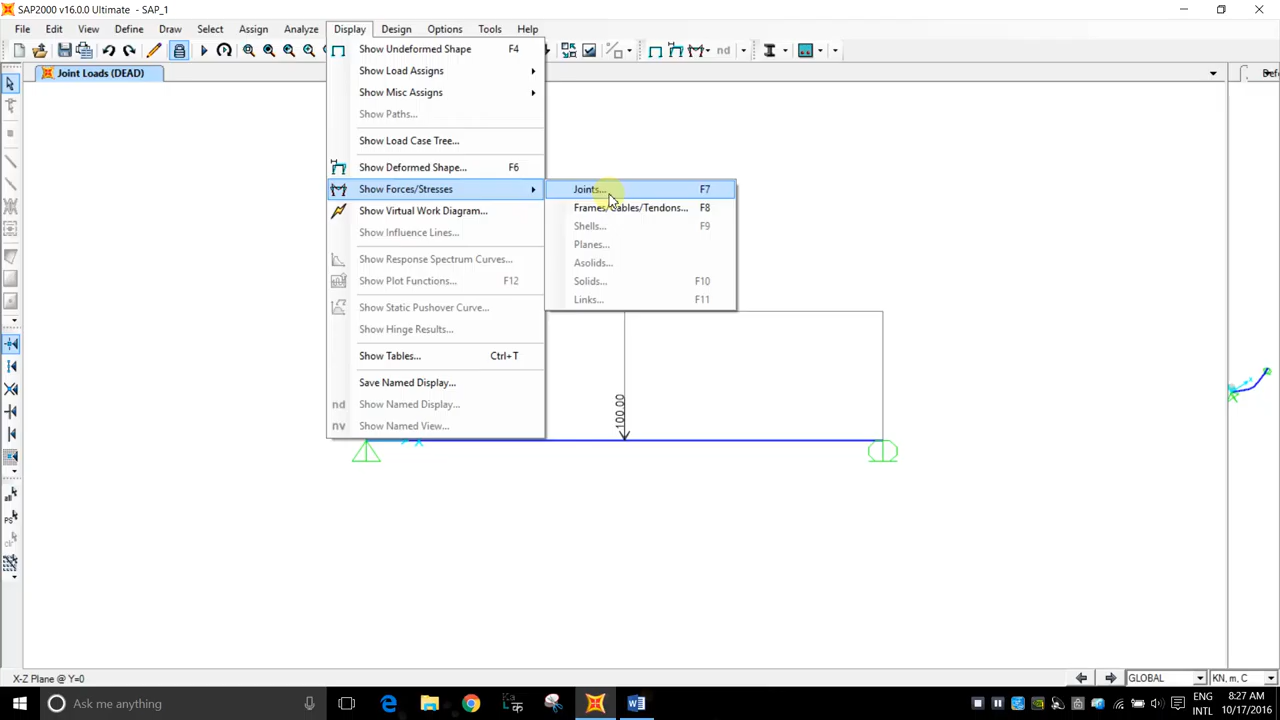 SAP2000 v16.0.0 Ultimate - SAP_1
File Edit View Define Draw Select Assign Analyze Display Design Options Tools Help
nd
Joint Loads (DEAD)
Show Undeformed Shape F4
Show Load Assigns
Show Misc Assigns
Show Paths...
Show Load Case Tree...
Show Deformed Shape... F6
Show Forces/Stresses
Show Virtual Work Diagram...
Show Influence Lines...
Show Response Spectrum Curves...
Show Plot Functions... F12
Show Static Pushover Curve...
Show Hinge Results...
Show Tables... Ctrl+T
Save Named Display...
nd Show Named Display...
nv Show Named View...
Joints... F7
Frames/Cables/Tendons... F8
Shells... F9
Planes...
Asolids...
Solids... F10
Links... F11
100.00
X-Z Plane @ Y=0
GLOBAL
KN, m, C
Ask me anything
ENG
INTL
8:27 AM
10/17/2016